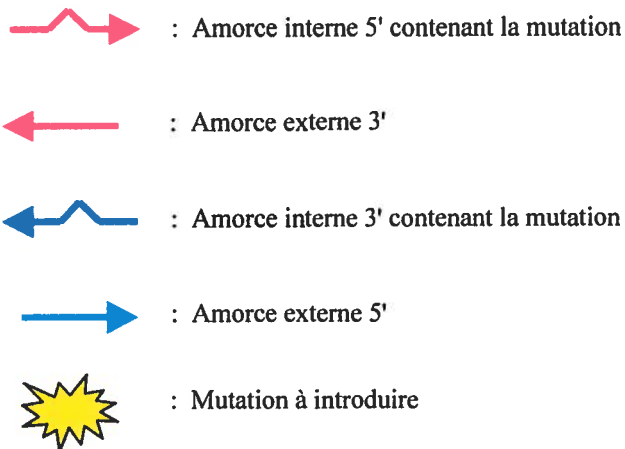 : Amorce interne 5' contenant la mutation
: Amorce externe 3'
: Amorce interne 3' contenant la mutation
: Amorce externe 5'
: Mutation à introduire